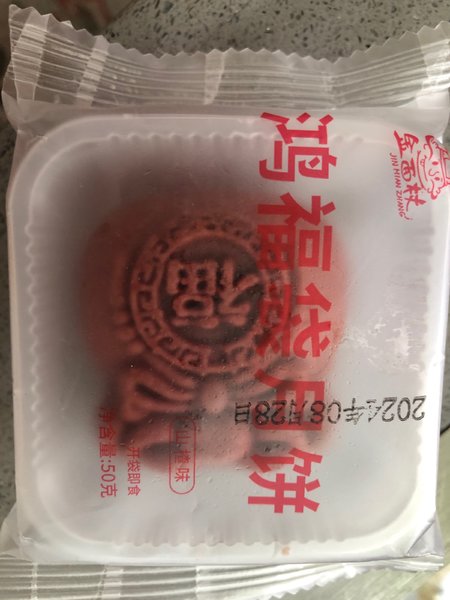 金面杖
JIN MIAN ZHANG
鸿福袋月饼
福
2024年08月28日
山楂味
开袋即食
净含量:50克